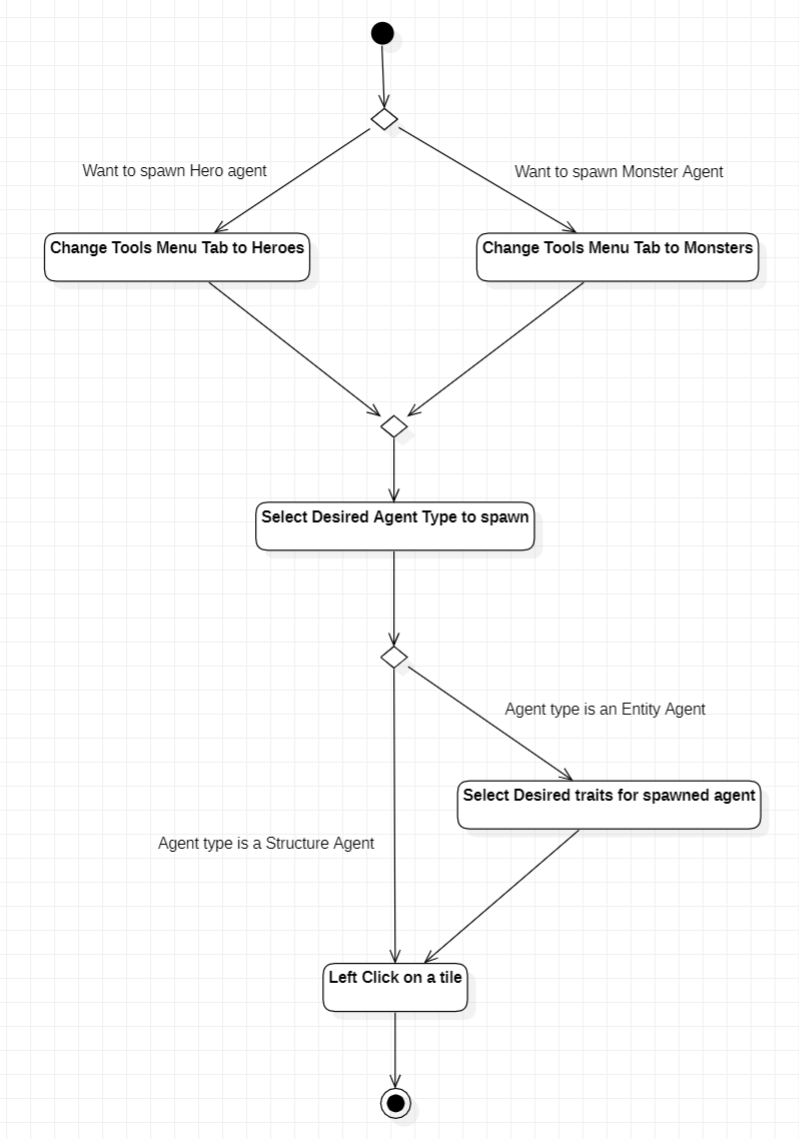 Want to spawn Hero agent
Want to spawn Monster Agent
Change Tools Menu Tab to Heroes
Change Tools Menu Tab to Monsters
Select Desired Agent Type to spawn
Agent type is an Entity Agent
Select Desired traits for spawned agent
Agent type is a Structure Agent
Left Click on a tile